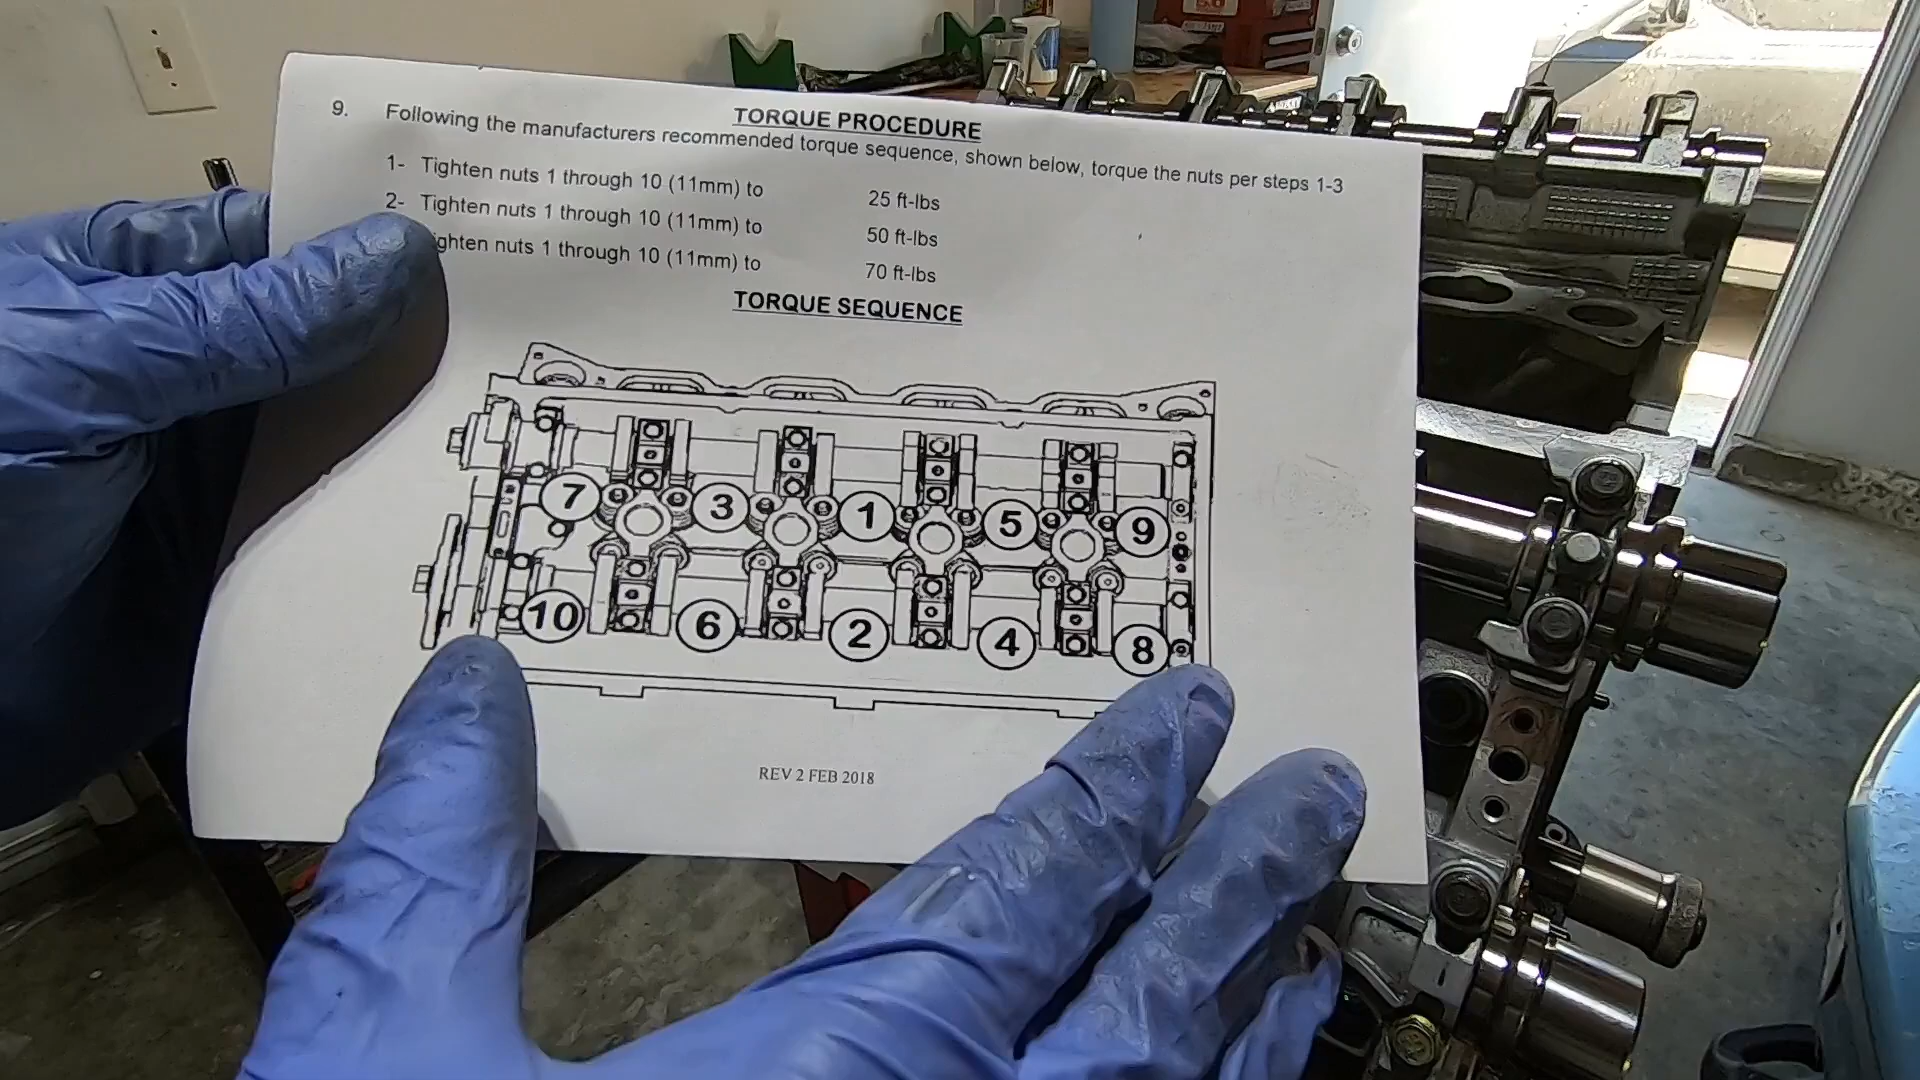 TORQUE PROCEDURE
9. Following the manufacturers recommended torque sequence, shown below, torque the nuts per steps 1-3
1- Tighten nuts 1 through 10 (11mm) to 25 ft-lbs
2- Tighten nuts 1 through 10 (11mm) to 50 ft-lbs
ghten nuts 1 through 10 (11mm) to 70 ft-lbs
TORQUE SEQUENCE
7 3 1 5 9
10 6 2 4 8
REV 2 FEB 2018